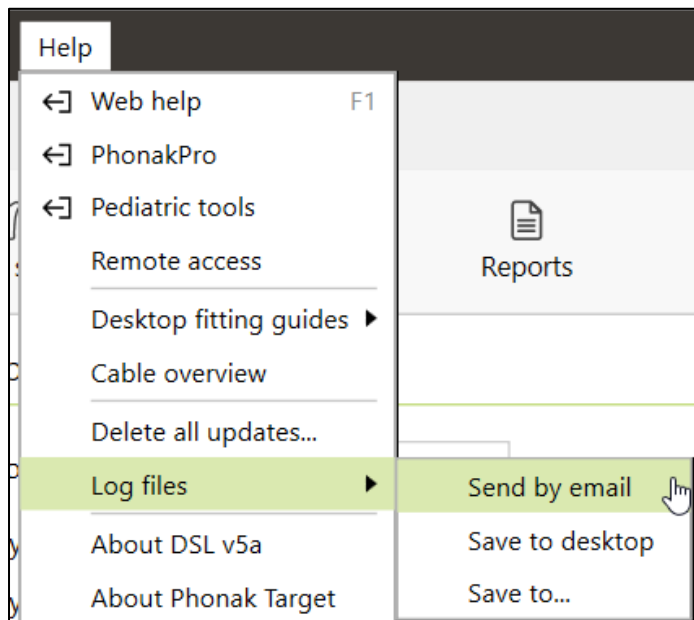 Help
Web help F1
PhonakPro
Pediatric tools
Remote access
Reports
Desktop fitting guides
Cable overview
Delete all updates...
Log files
Send by email
About DSL v5a
Save to desktop
About Phonak Target
Save to...